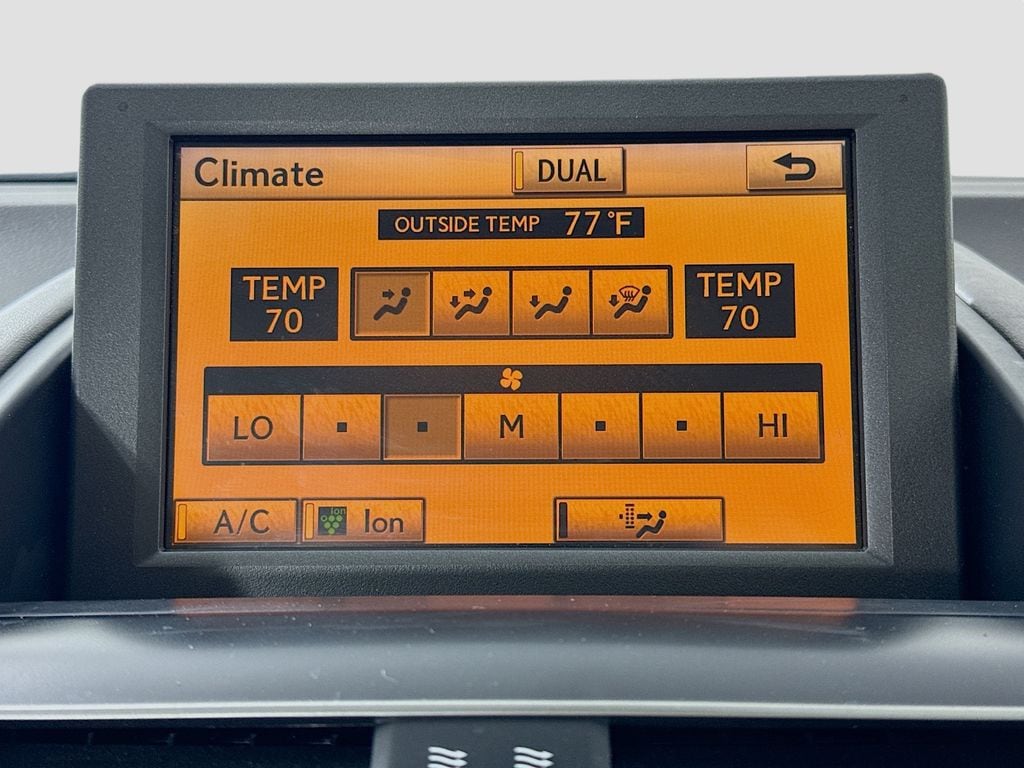 Climate DUAL
OUTSIDE TEMP 77°F
TEMP
70
TEMP
70
LO M HI
A/C Ion Ion